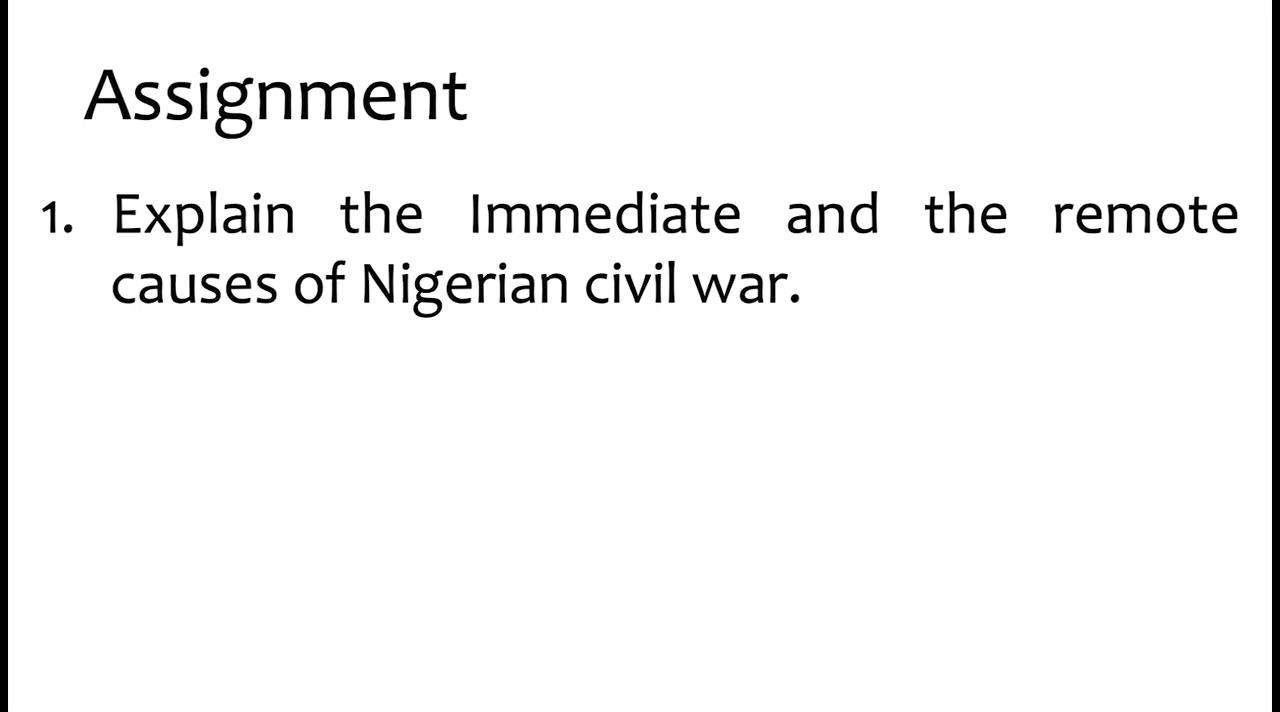 Assignment
1. Explain the Immediate and the remote
causes of Nigerian civil war.